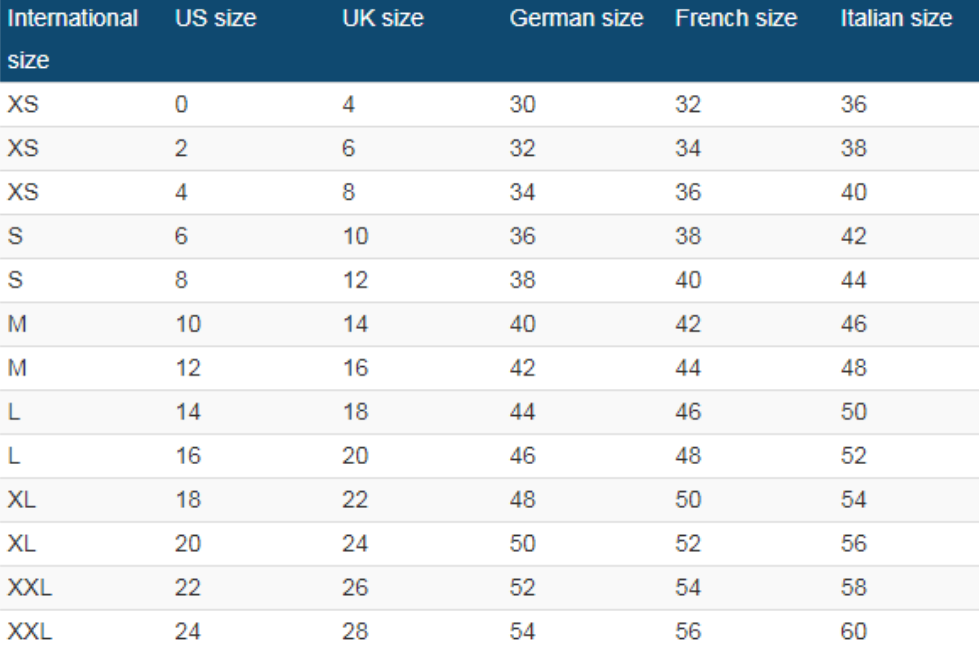 International size US size UK size German size French size Italian size
XS 0 4 30 32 36
XS 2 6 32 34 38
XS 4 8 34 36 40
S 6 10 36 38 42
S 8 12 38 40 44
M 10 14 40 42 46
M 12 16 42 44 48
L 14 18 44 46 50
L 16 20 46 48 52
XL 18 22 48 50 54
XL 20 24 50 52 56
XXL 22 26 52 54 58
XXL 24 28 54 56 60